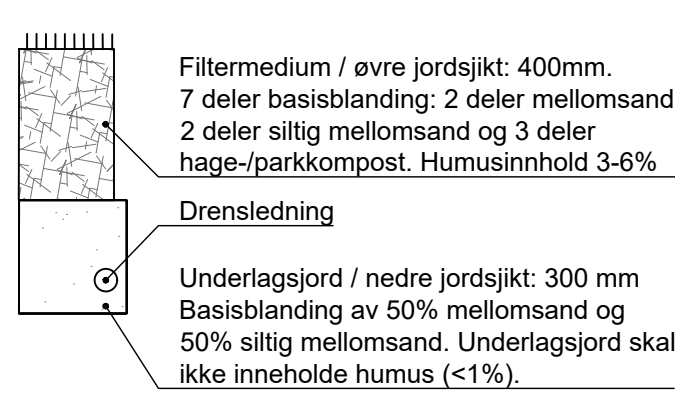 Filtermedium / øvre jordsjikt: 400mm.
7 deler basisblanding: 2 deler mellomsand
2 deler siltig mellomsand og 3 deler
hage-/parkkompost. Humusinnhold 3-6%
Drensledning
Underlagsjord / nedre jordsjikt: 300 mm
Basisblanding av 50% mellomsand og
50% siltig mellomsand. Underlagsjord skal
ikke inneholde humus (<1%).